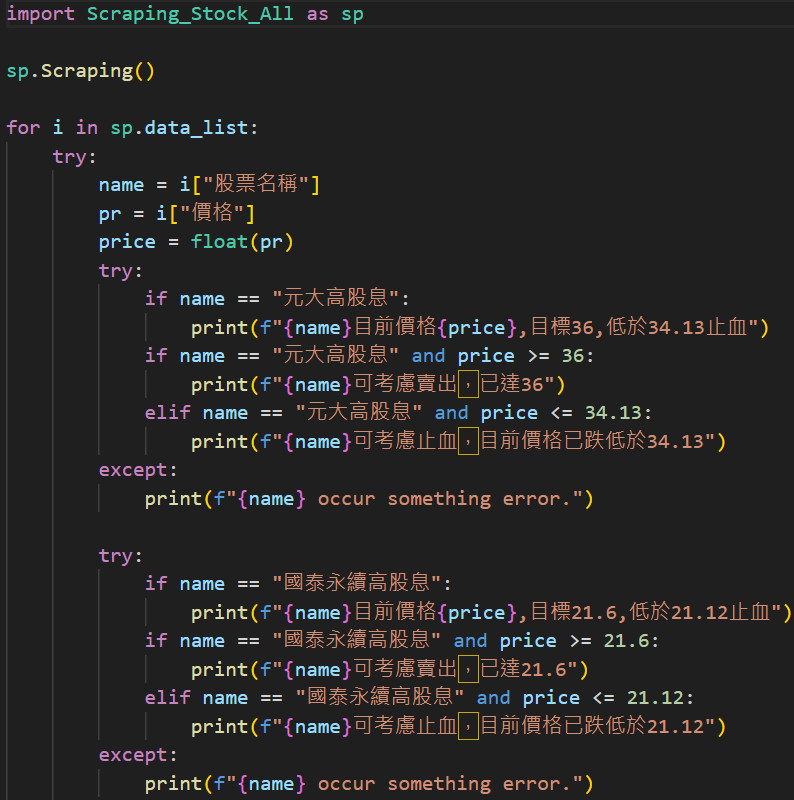 import Scraping_Stock_All as sp
sp.Scraping()
for i in sp.data_list:
    try:
        name = i["股票名稱"]
        pr = i["價格"]
        price = float(pr)
        try:
            if name == "元大高股息":
                print(f"{name}目前價格{price},目標36,低於34.13止血")
            if name == "元大高股息" and price >= 36:
                print(f"{name}可考慮賣出，已達36")
            elif name == "元大高股息" and price <= 34.13:
                print(f"{name}可考慮止血，目前價格已跌低於34.13")
        except:
            print(f"{name} occur something error.")
        try:
            if name == "國泰永續高股息":
                print(f"{name}目前價格{price},目標21.6,低於21.12止血")
            if name == "國泰永續高股息" and price >= 21.6:
                print(f"{name}可考慮賣出，已達21.6")
            elif name == "國泰永續高股息" and price <= 21.12:
                print(f"{name}可考慮止血，目前價格已跌低於21.12")
        except:
            print(f"{name} occur something error.")